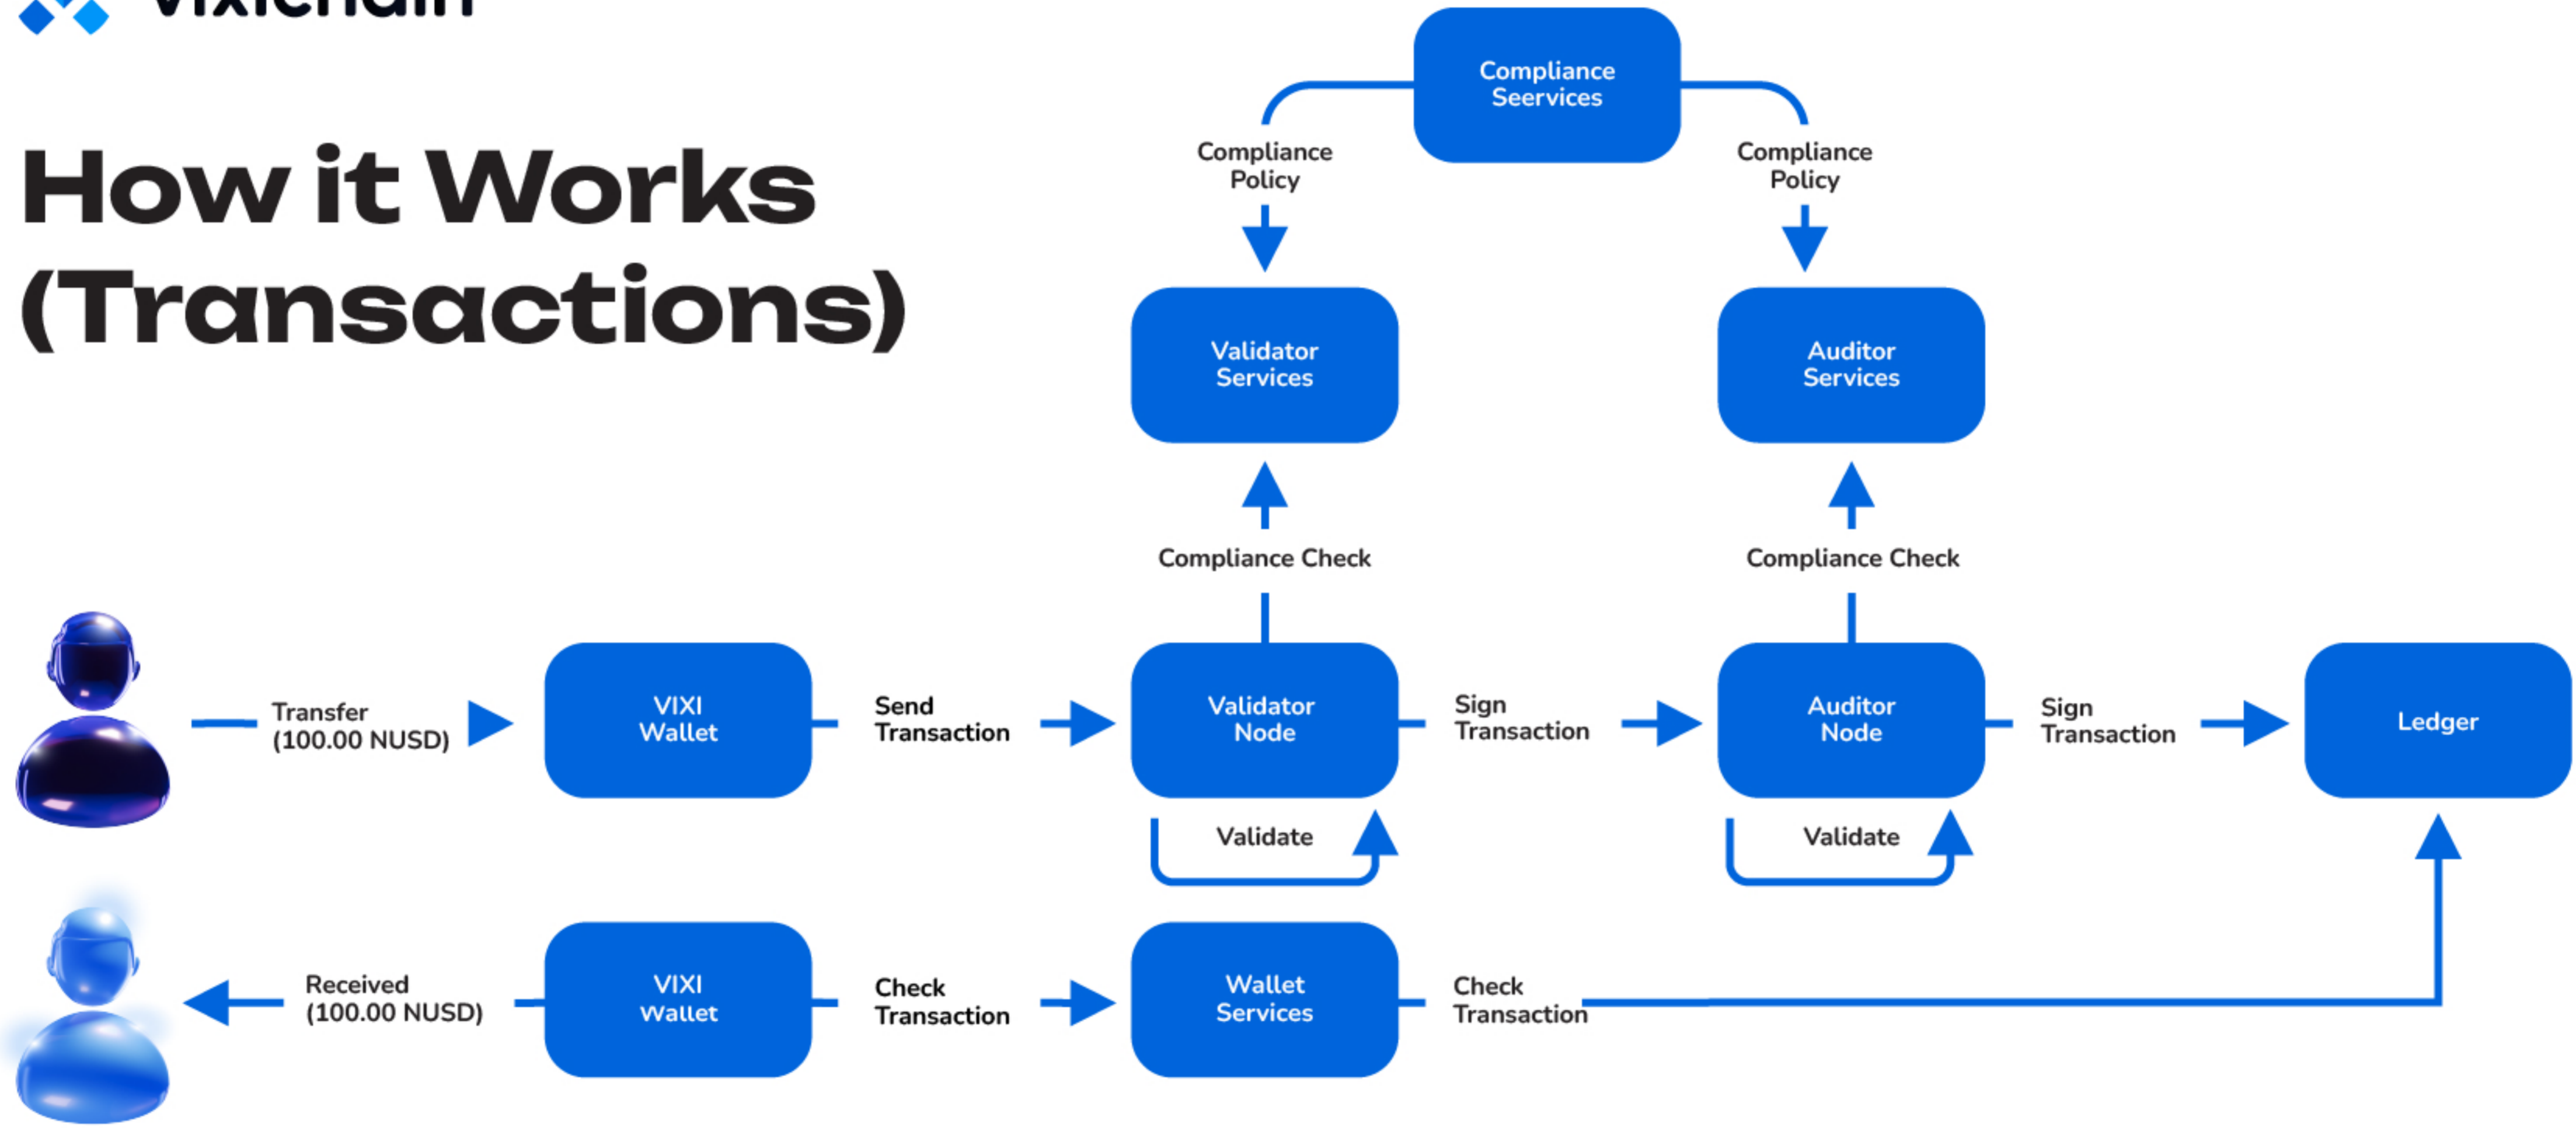 vixichain
How it Works
(Transactions)
Compliance
Seervices
Compliance
Policy
Compliance
Policy
Validator
Services
Auditor
Services
Compliance Check
Compliance Check
Transfer
(100.00 NUSD)
VIXI
Wallet
Send
Transaction
Validator
Node
Sign
Transaction
Auditor
Node
Sign
Transaction
Ledger
Validate
Validate
Received
(100.00 NUSD)
VIXI
Wallet
Check
Transaction
Wallet
Services
Check
Transaction